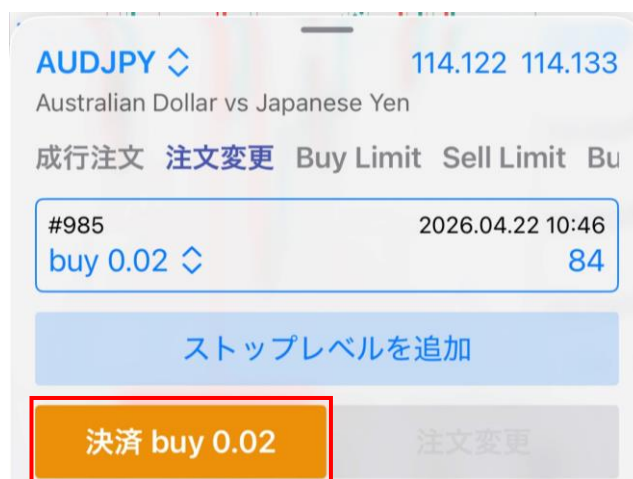 AUDJPY 114.122 114.133
Australian Dollar vs Japanese Yen
成行注文 注文変更 Buy Limit Sell Limit Bu
#985 2026.04.22 10:46
buy 0.02 84
ストップレベルを追加
決済 buy 0.02 注文変更